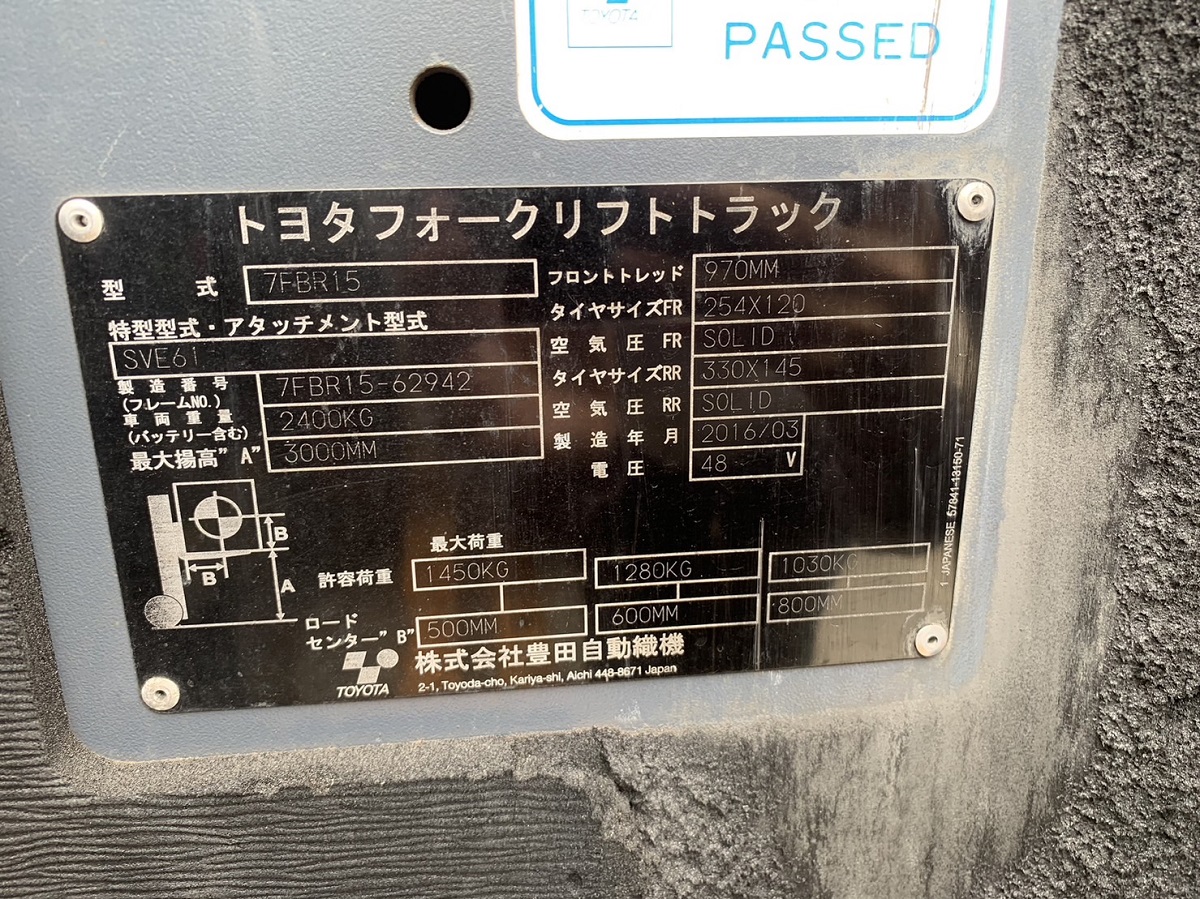 TOYOTA
PASSED
トヨタフォークリフトトラック
型式 7FBR15
特型型式・アタッチメント型式
SVE61
製造番号
(フレームNO.) 7FBR15-62942
車両重量
(バッテリー含む) 2400KG
最大揚高"A" 3000MM
フロントトレッド 970MM
タイヤサイズFR 254X120
空気圧 FR SOLID
タイヤサイズRR 330X145
空気圧 RR SOLID
製造年月 2016/03
電圧 48 V
B
B
A
最大荷重
許容荷重 1450KG 1280KG 1030KG
ロード
センター"B" 500MM 600MM 800MM
TOYOTA
株式会社豊田自動織機
2-1, Toyoda-cho, Kariya-shi, Aichi 448-8671 Japan
1 JAPANESE 57841-13150-71